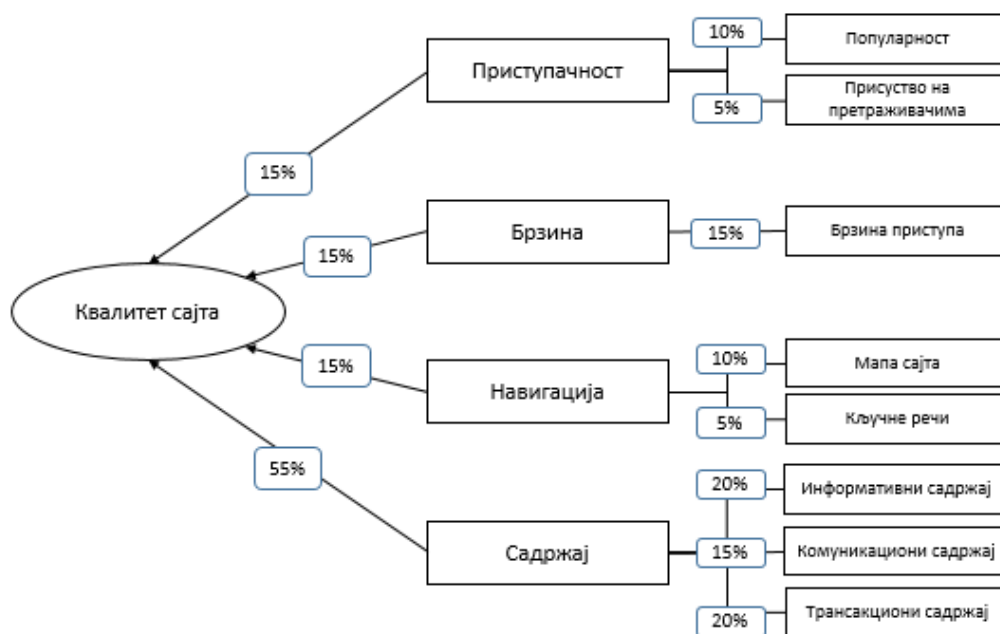 10%
Популарност
Приступачност
5%
Присуство на
претраживачима
15%
Брзина
15%
Брзина приступа
15%
Квалитет сајта
15%
Навигација
10%
Мапа сајта
5%
Кључне речи
55%
20%
Информативни садржај
Садржај
15%
Комуникациони садржај
20%
Трансакциони садржај